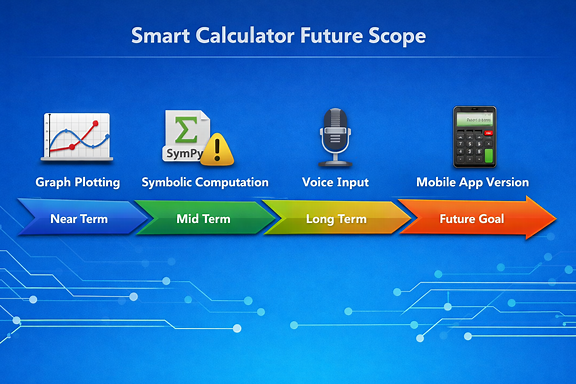 Smart Calculator Future Scope
SymPy
Graph Plotting
Symbolic Computation
Voice Input
Mobile App Version
Near Term
Mid Term
Long Term
Future Goal